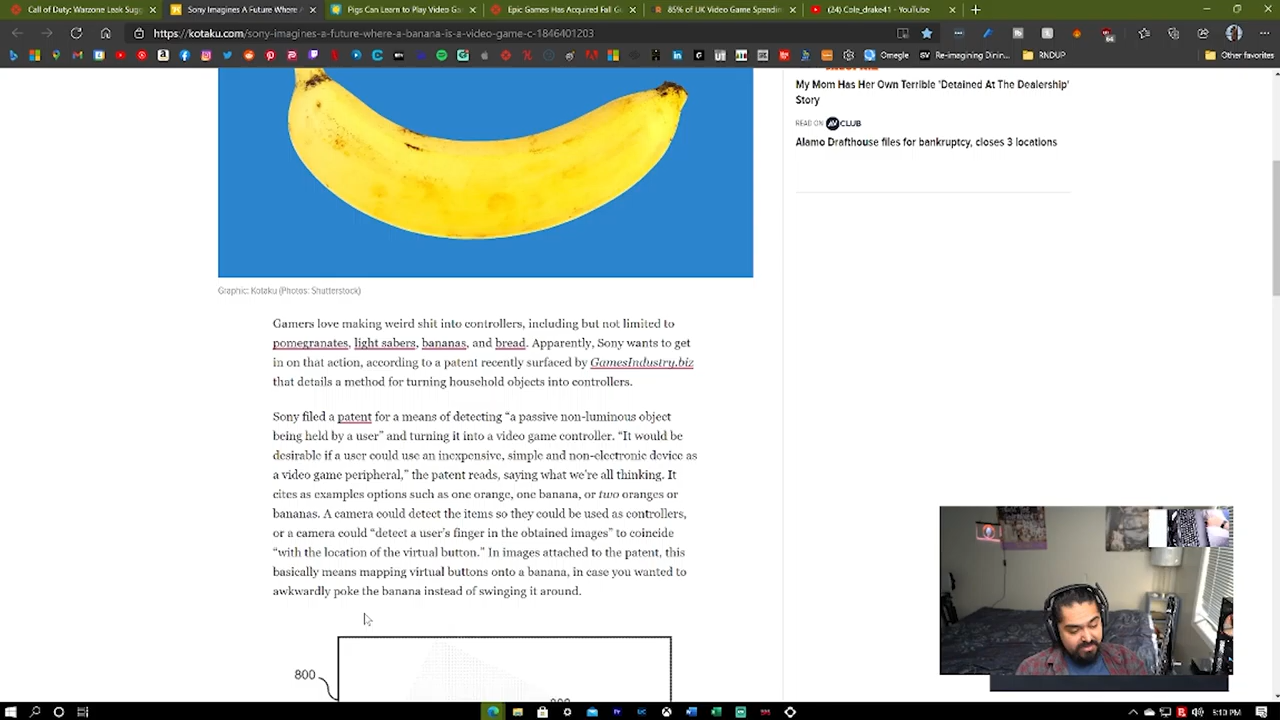 Call of Duty: Warzone Leak Sugg
Sony Imagines A Future Where A
Pigs Can Learn to Play Video Ga
Epic Games Has Acquired Fall Gu
85% of UK Video Game Spendin
(34) Cole_drake41 - YouTube
https://kotaku.com/sony-imagines-a-future-where-a-banana-is-a-video-game-c-1846401203
Omegle
Re-imagining Dinin...
RNDUP
Other favorites
My Mom Has Her Own Terrible 'Detained At The Dealership'
Story
READ ON AV CLUB
Alamo Drafthouse files for bankruptcy, closes 3 locations
Graphic: Kotaku (Photos: Shutterstock)
Gamers love making weird shit into controllers, including but not limited to
pomegranates, light sabers, bananas, and bread. Apparently, Sony wants to get
in on that action, according to a patent recently surfaced by GamesIndustry.biz
that details a method for turning household objects into controllers.
Sony filed a patent for a means of detecting “a passive non-luminous object
being held by a user” and turning it into a video game controller. “It would be
desirable if a user could use an inexpensive, simple and non-electronic device as
a video game peripheral,” the patent reads, saying what we’re all thinking. It
cites as examples options such as one orange, one banana, or two oranges or
bananas. A camera could detect the items so they could be used as controllers,
or a camera could “detect a user’s finger in the obtained images” to coincide
“with the location of the virtual button.” In images attached to the patent, this
basically means mapping virtual buttons onto a banana, in case you wanted to
awkwardly poke the banana instead of swinging it around.
800
5:10 PM